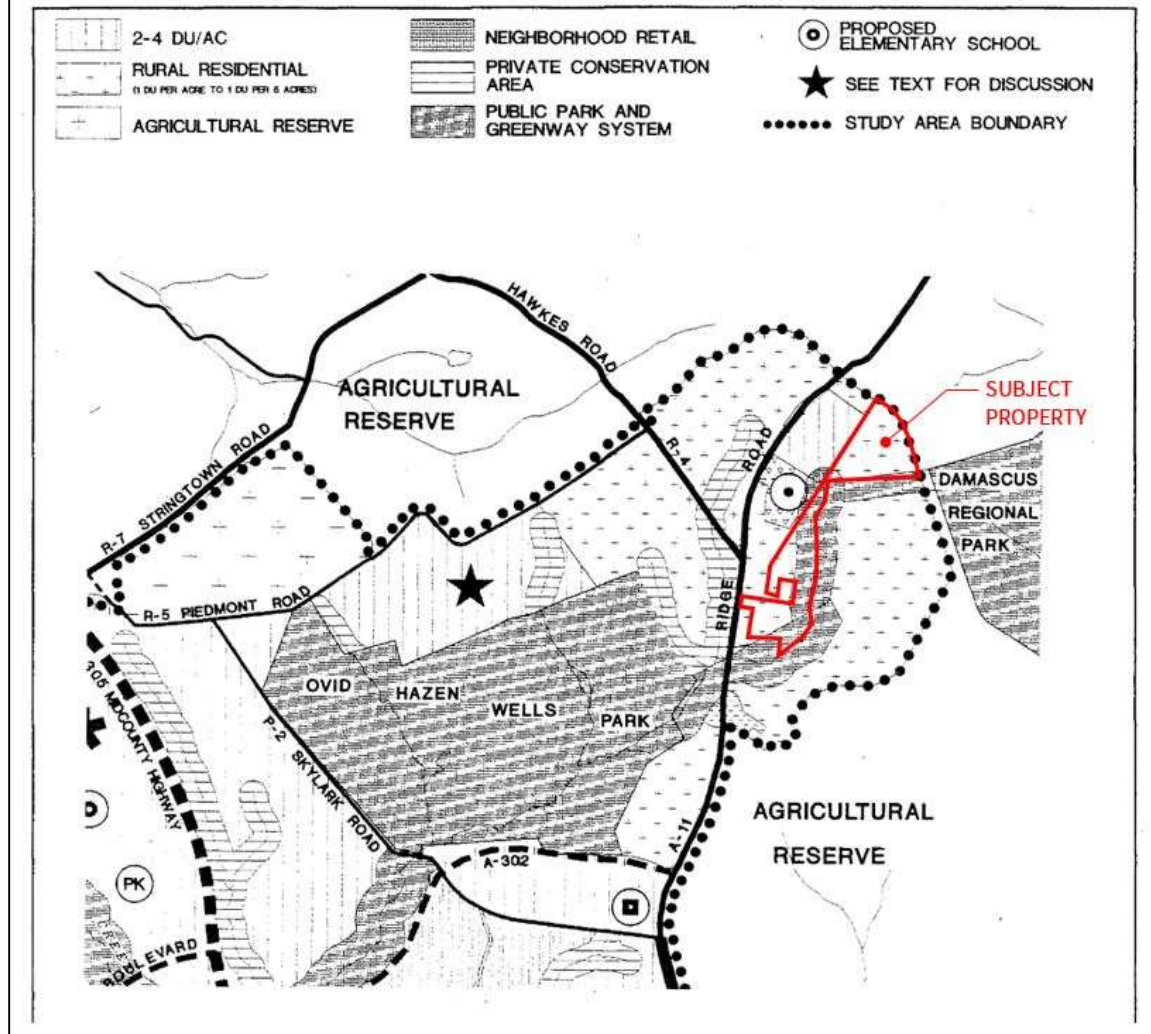 2-4 DU/AC
RURAL RESIDENTIAL
(1 DU PER ACRE TO 1 DU PER 5 ACRES)
AGRICULTURAL RESERVE
NEIGHBORHOOD RETAIL
PRIVATE CONSERVATION
AREA
PUBLIC PARK AND
GREENWAY SYSTEM
PROPOSED
ELEMENTARY SCHOOL
SEE TEXT FOR DISCUSSION
STUDY AREA BOUNDARY
HAWKES ROAD
AGRICULTURAL
RESERVE
SUBJECT
PROPERTY
R-7 STRINGTOWN ROAD
R-4
ROAD
RIDGE
DAMASCUS
REGIONAL
PARK
R-5 PIEDMONT ROAD
OVID
HAZEN
WELLS
PARK
P-2 SKYLARK ROAD
305 MIDCOUNTY HIGHWAY
A-11
AGRICULTURAL
RESERVE
A-302
PK
CREEK
BOULEVARD